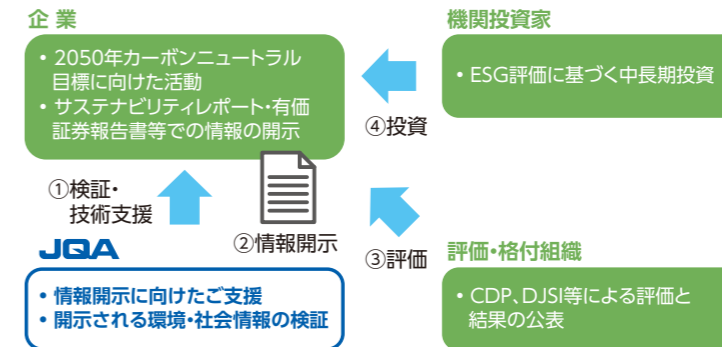 企 業
• 2050年カーボンニュートラル
目標に向けた活動
• サステナビリティレポート・有価
証券報告書等での情報の開示
機関投資家
• ESG評価に基づく中長期投資
④投資
①検証・
技術支援
②情報開示
③評価
JQA
• 情報開示に向けたご支援
• 開示される環境・社会情報の検証
評価・格付組織
• CDP、DJSI等による評価と
結果の公表